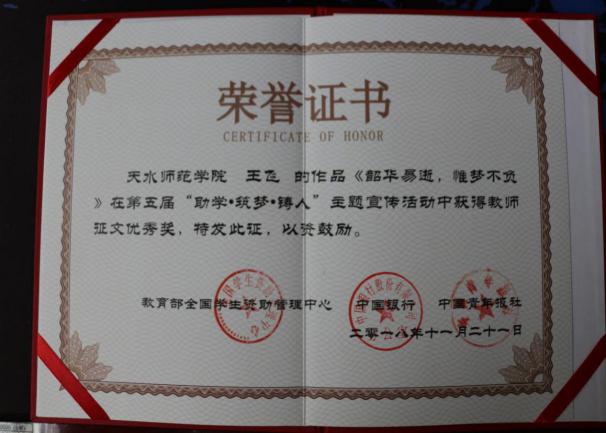 荣誉证书
CERTIFICATE OF HONOR
天水师范学院 王飞 的作品《韶华易逝，惟梦不负
》在第五届“助学•筑梦•铸人”主题宣传活动中获得教师
征文优秀奖，特发此证，以资鼓励。
教育部全国学生资助管理中心 中国银行 中国青年报社
二零一八年十一月二十一日